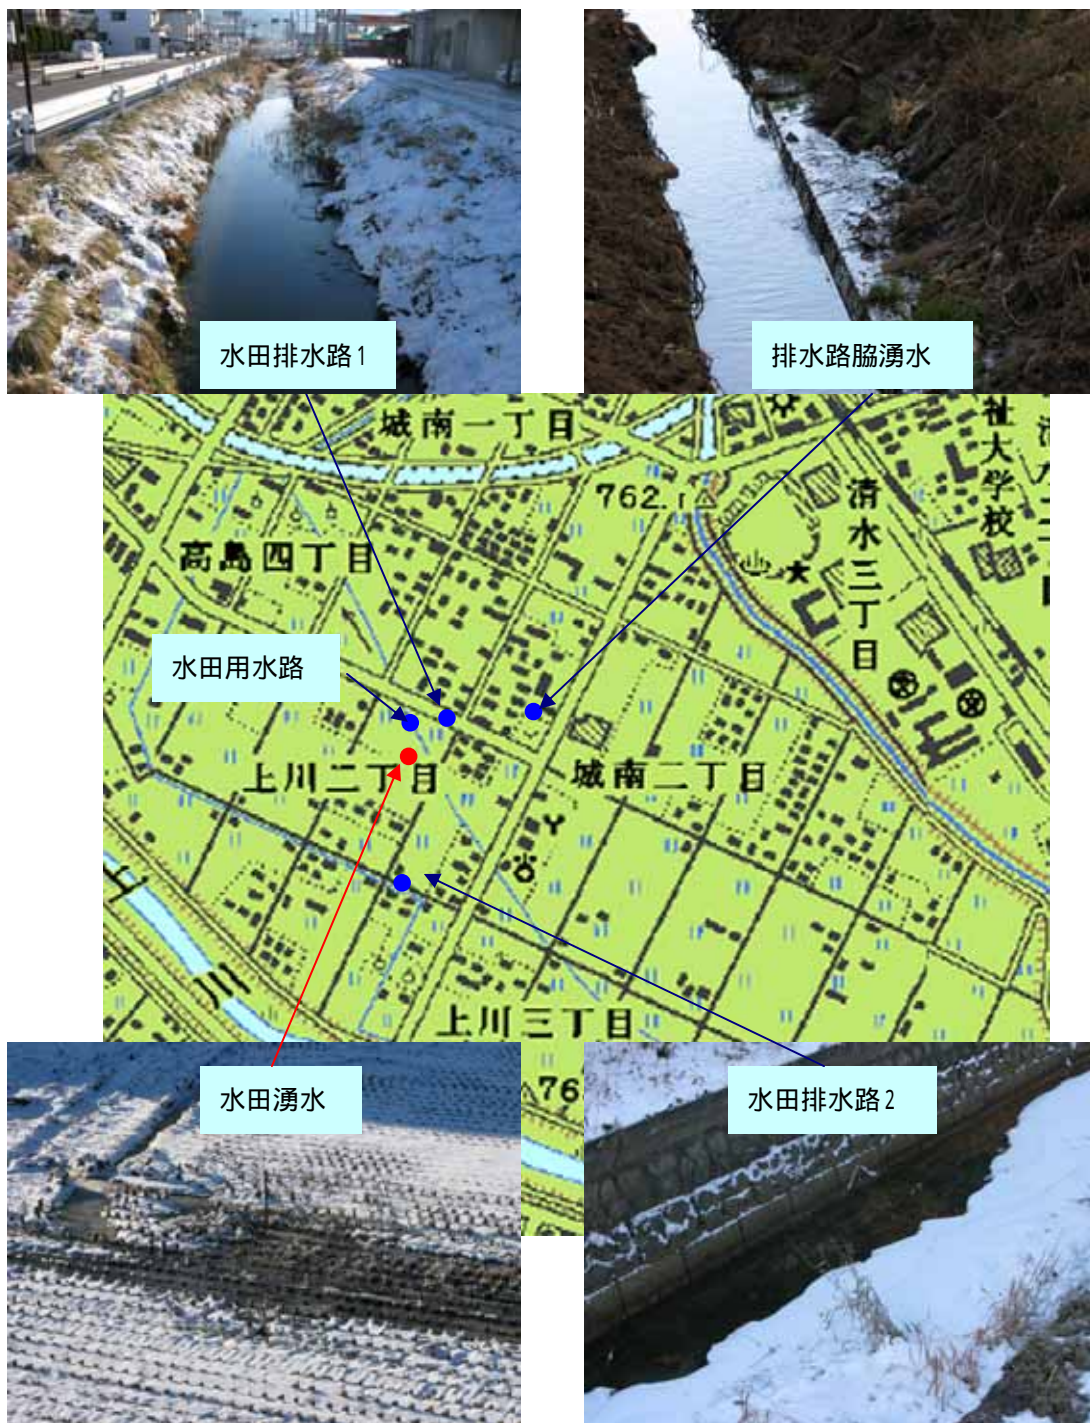 水田排水路1
排水路脇湧水
城南一丁目
762.
清水三丁目
祉大学校
高島四丁目
水田用水路
上川二丁目
城南二丁目
上川三丁目
水田湧水
76
水田排水路2